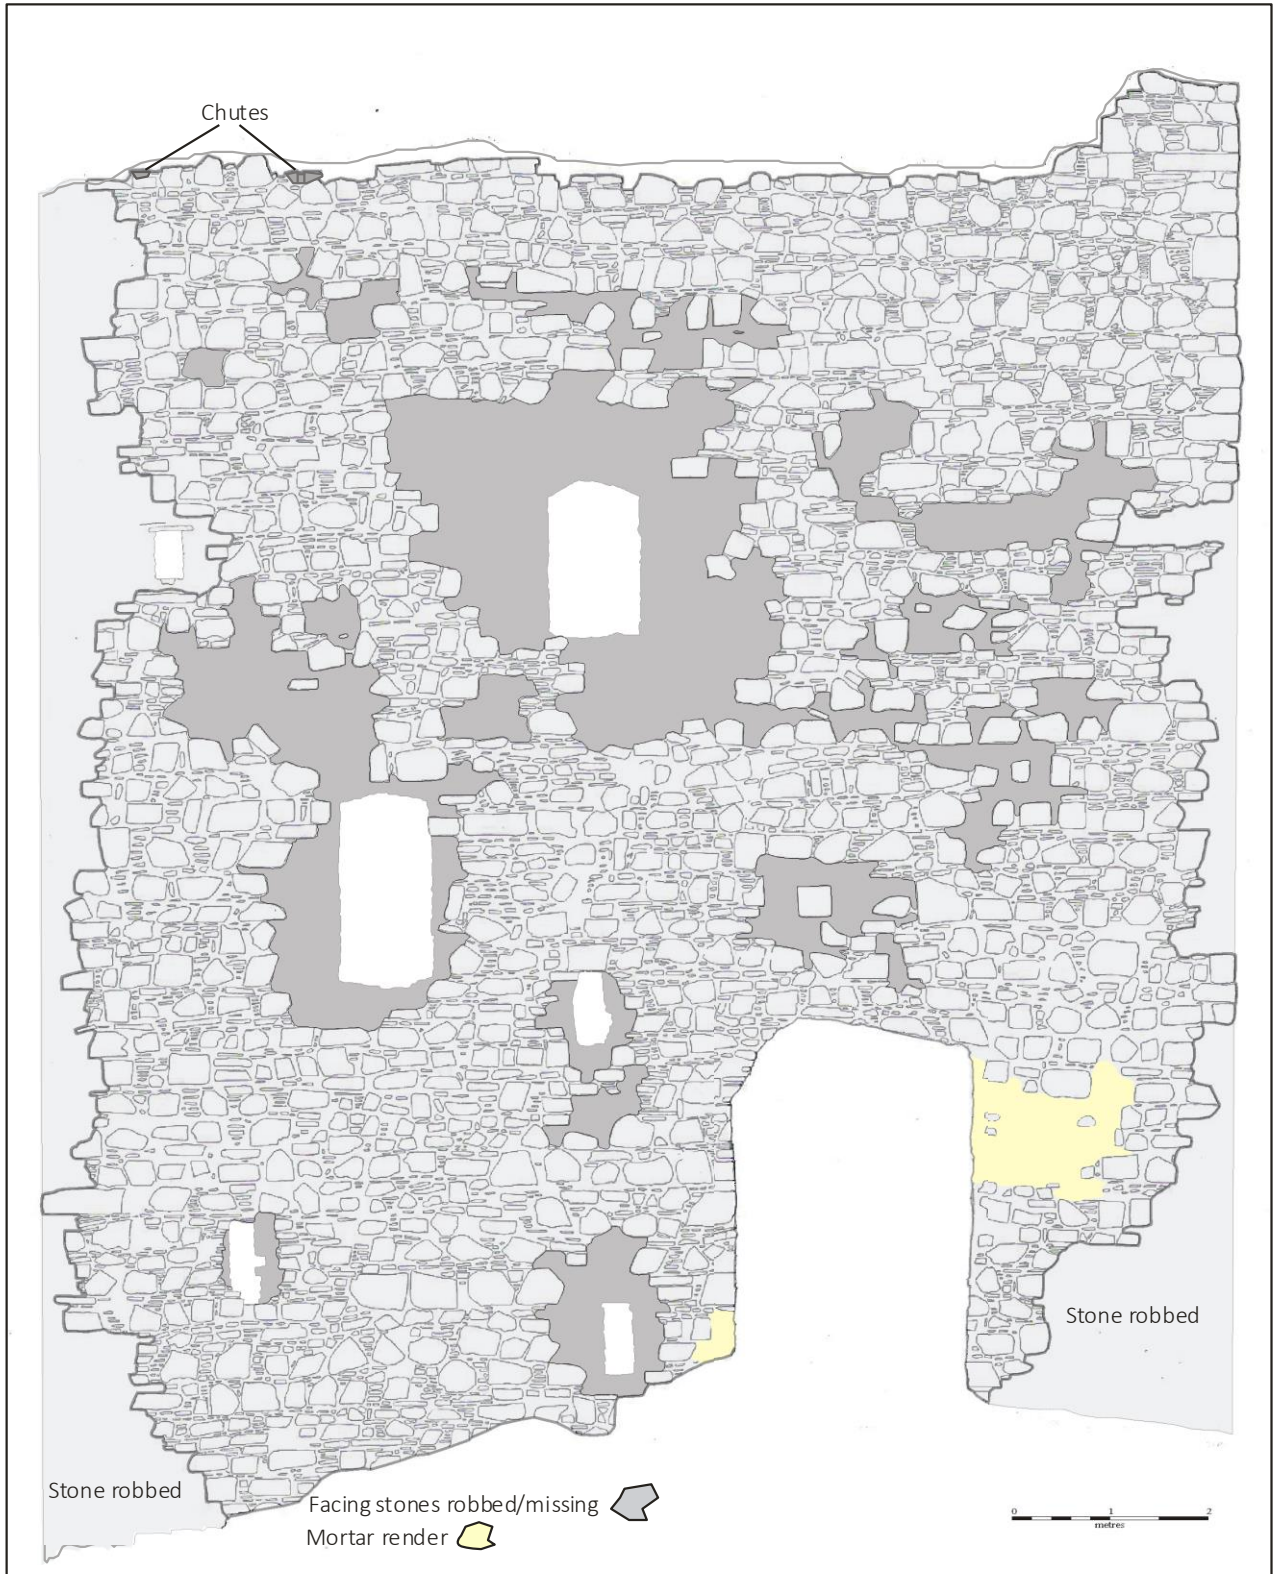 Chutes
Stone robbed
Stone robbed
Facing stones robbed/missing
Mortar render
0 1 2
metres